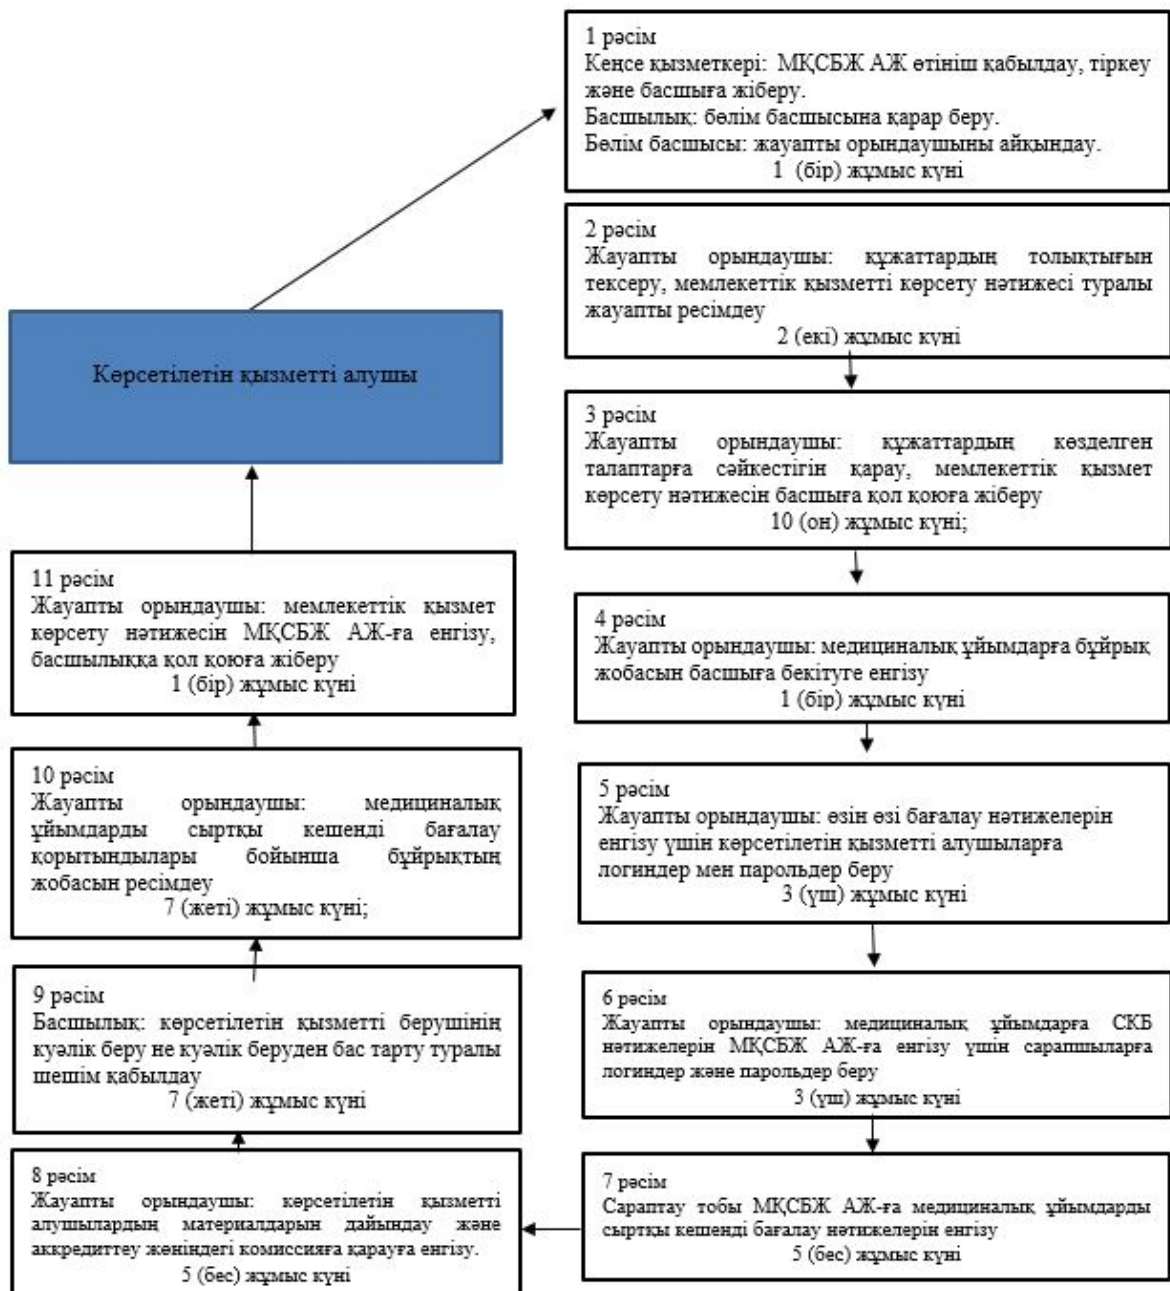 1 рәсім
Кеңсе қызметкері: МҚСБЖ АЖ өтініш қабылдау, тіркеу
және басшыға жіберу.
Басшылық: бөлім басшысына қарар беру.
Бөлім басшысы: жауапты орындаушыны айқындау.
1 (бір) жұмыс күні
2 рәсім
Жауапты орындаушы: құжаттардың толықтығын
тексеру, мемлекеттік қызметті көрсету нәтижесі туралы
жауапты ресімдеу
2 (екі) жұмыс күні
Көрсетілетін қызметті алушы
3 рәсім
Жауапты орындаушы: құжаттардың көзделген
талаптарға сәйкестігін қарау, мемлекеттік қызмет
көрсету нәтижесін басшыға қол қоюға жіберу
10 (он) жұмыс күні;
4 рәсім
Жауапты орындаушы: медициналық ұйымдарға бұйрық
жобасын басшыға бекітуге енгізу
1 (бір) жұмыс күні
5 рәсім
Жауапты орындаушы: өзін өзі бағалау нәтижелерін
енгізу үшін көрсетілетін қызметті алушыларға
логиндер мен парольдер беру
3 (үш) жұмыс күні
6 рәсім
Жауапты орындаушы: медициналық ұйымдарға СКБ
нәтижелерін МҚСБЖ АЖ-ға енгізу үшін сарапшыларға
логиндер және парольдер беру
3 (үш) жұмыс күні
7 рәсім
Сараптау тобы МҚСБЖ АЖ-ға медициналық ұйымдарды
сыртқы кешенді бағалау нәтижелерін енгізу
5 (бес) жұмыс күні
8 рәсім
Жауапты орындаушы: көрсетілетін қызметті
алушылардың материалдарын дайындау және
аккредиттеу жөніндегі комиссияға қарауға енгізу.
5 (бес) жұмыс күні
9 рәсім
Басшылық: көрсетілетін қызметті берушінің
куәлік беру не куәлік беруден бас тарту туралы
шешім қабылдау
7 (жеті) жұмыс күні
10 рәсім
Жауапты орындаушы: медициналық
ұйымдарды сыртқы кешенді бағалау
қорытындылары бойынша бұйрықтың
жобасын ресімдеу
7 (жеті) жұмыс күні;
11 рәсім
Жауапты орындаушы: мемлекеттік қызмет
көрсету нәтижесін МҚСБЖ АЖ-ға енгізу,
басшылыққа қол қоюға жіберу
1 (бір) жұмыс күні